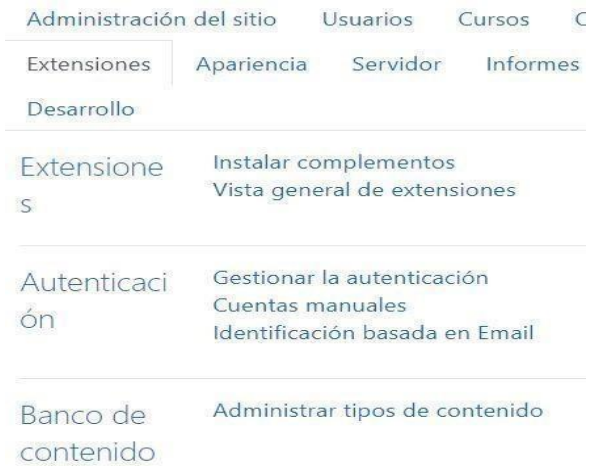 Administración del sitio Usuarios Cursos
Extensiones Apariencia Servidor Informes
Desarrollo
Extensione
s
Instalar complementos
Vista general de extensiones
Autenticaci
ón
Gestionar la autenticación
Cuentas manuales
Identificación basada en Email
Banco de
contenido
Administrar tipos de contenido